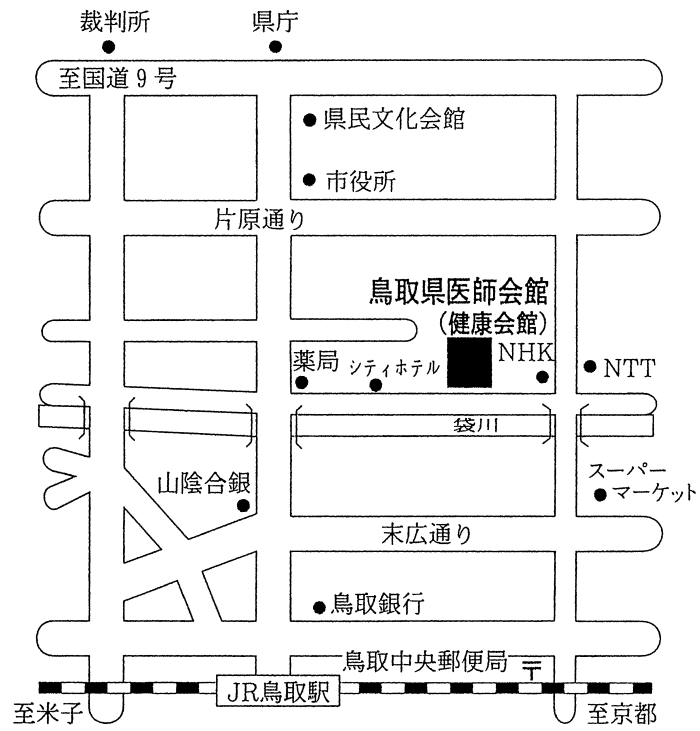 裁判所
県庁
至国道9号
県民文化会館
市役所
片原通り
鳥取県医師会館
(健康会館)
薬局
シティホテル
NHK
NTT
袋川
スーパー
マーケット
山陰合銀
末広通り
鳥取銀行
鳥取中央郵便局 〒
JR鳥取駅
至米子
至京都